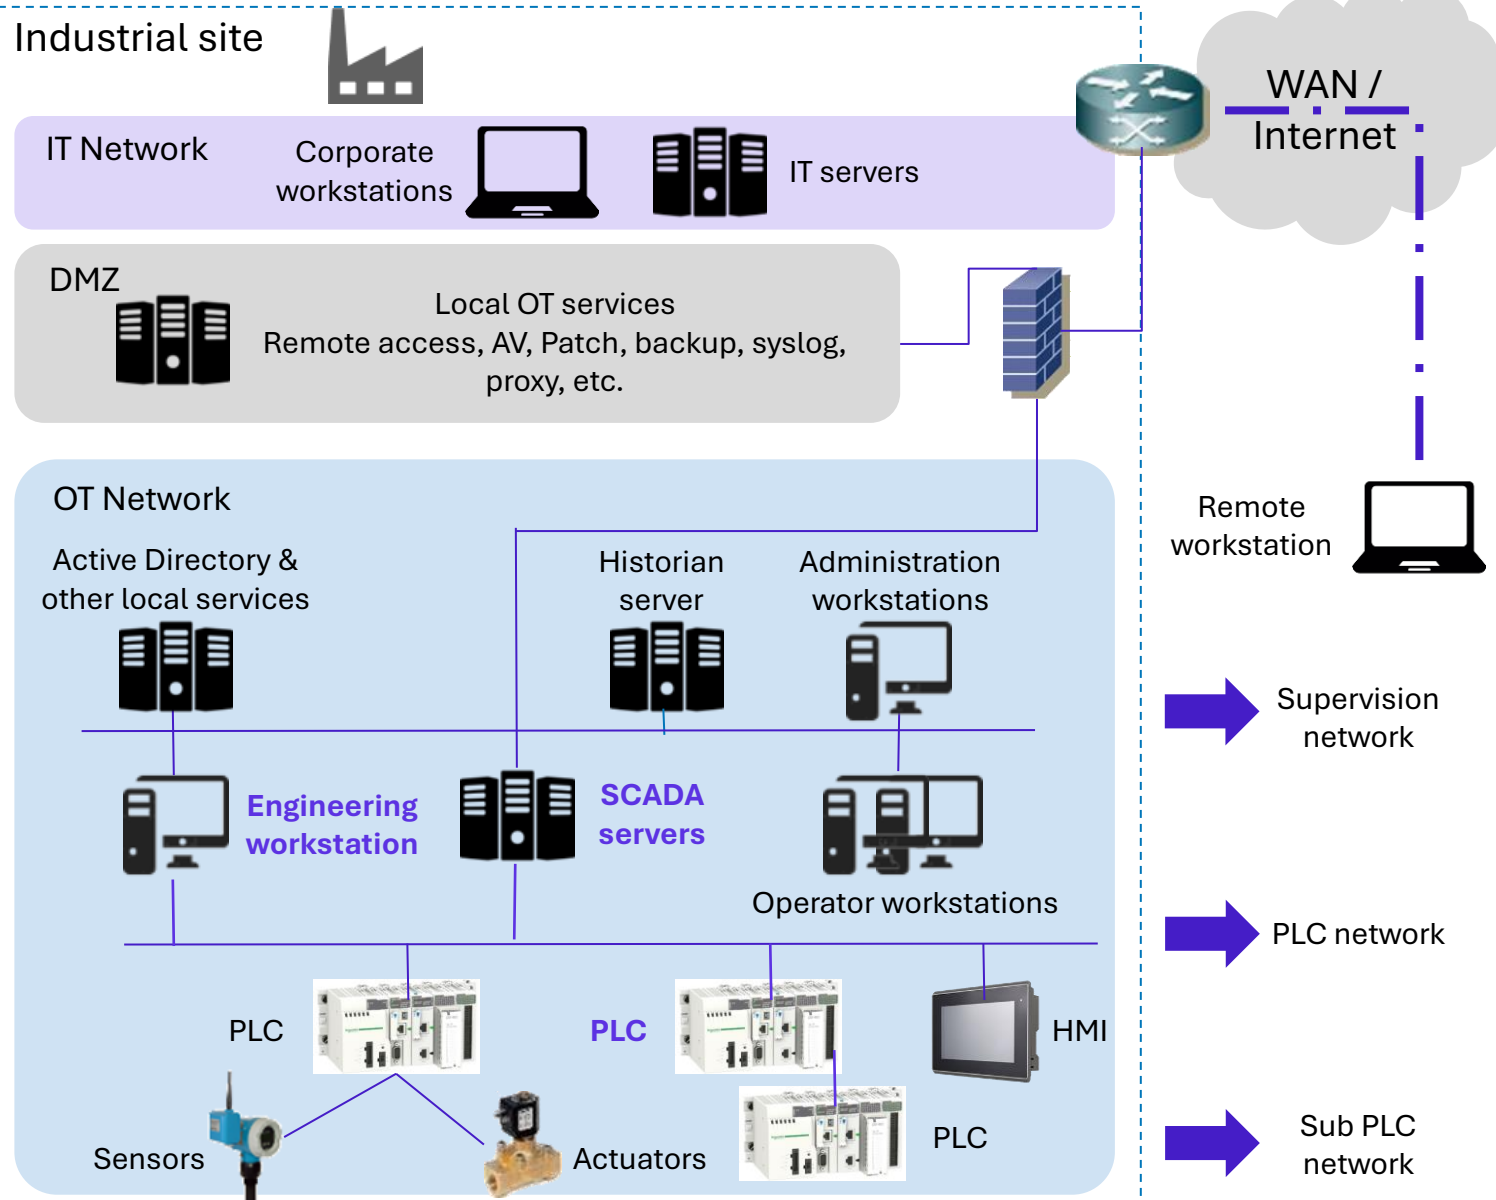 Industrial site
WAN /
Internet
IT Network
Corporate
workstations
IT servers
DMZ
Local OT services
Remote access, AV, Patch, backup, syslog,
proxy, etc.
OT Network
Remote
workstation
Active Directory &
other local services
Historian
server
Administration
workstations
Supervision
network
Engineering
workstation
SCADA
servers
Operator workstations
PLC network
PLC
PLC
HMI
PLC
Sensors
Actuators
Sub PLC
network